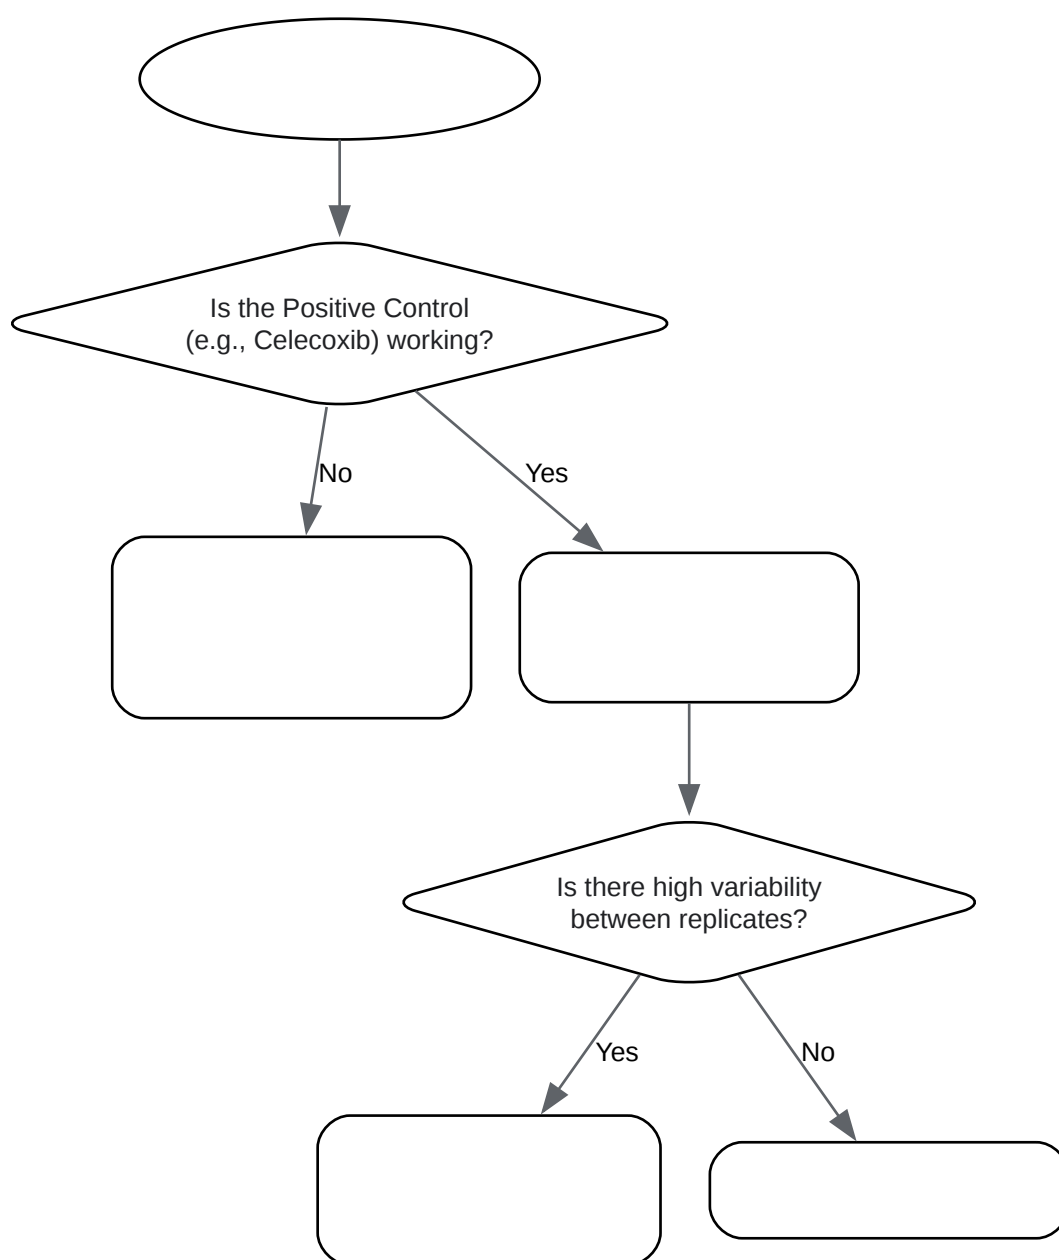 Is the Positive Control
(e.g., Celecoxib) working?
No
Yes
Is there high variability
between replicates?
Yes
No